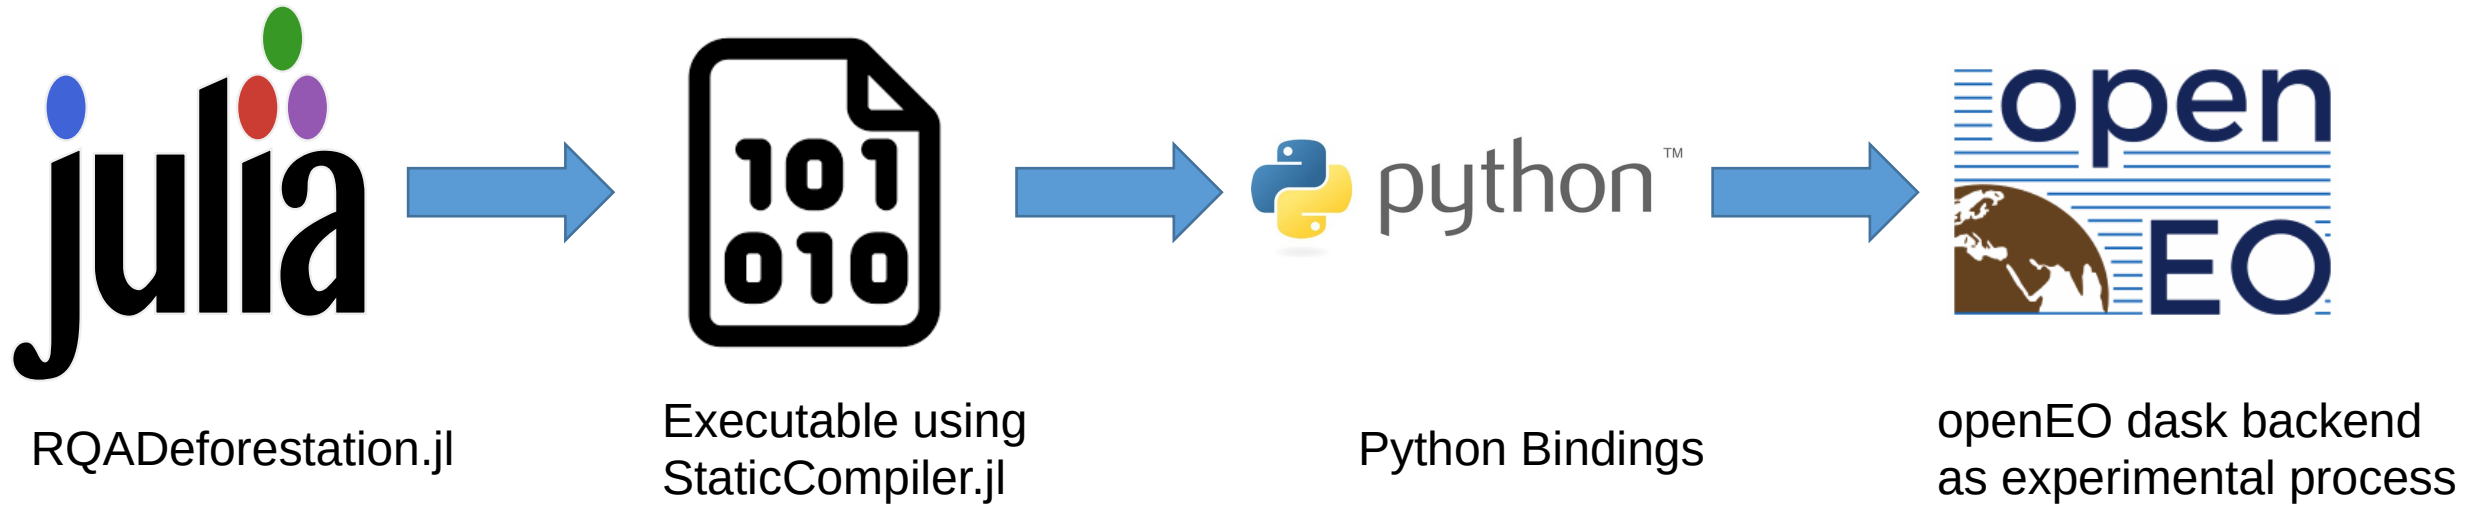 julia
101
010
python™
open
EO
RQADeforestation.jl
Executable using
StaticCompiler.jl
Python Bindings
openEO dask backend
as experimental process